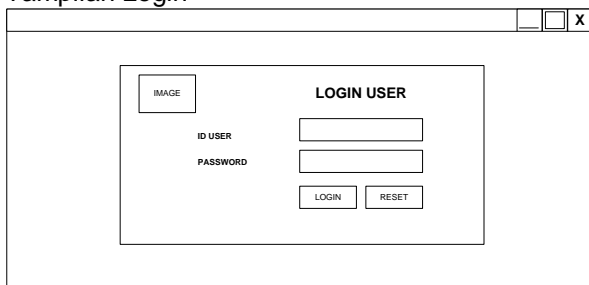 Tampilan Login
X
IMAGE
LOGIN USER
ID USER
PASSWORD
LOGIN RESET